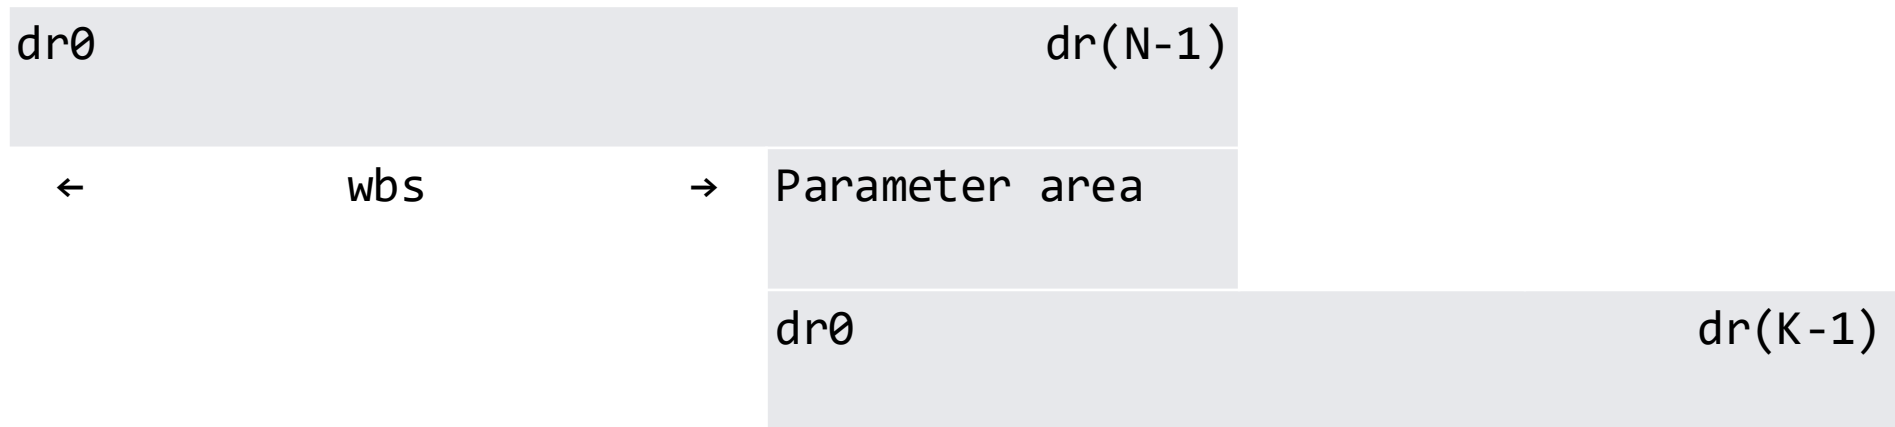 dr0 dr(N-1)
← wbs → Parameter area
dr0 dr(K-1)